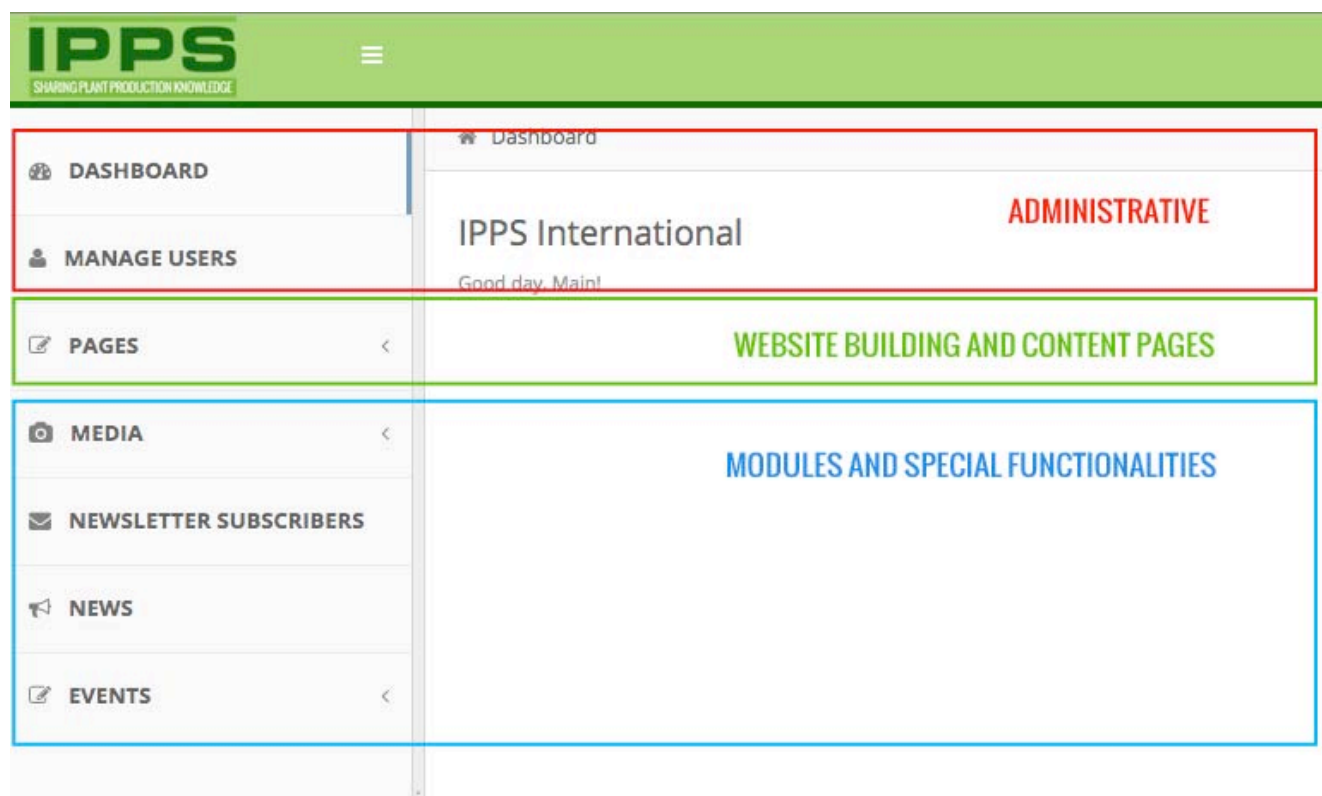 IPPS
SHARING PLANT PRODUCTION KNOWLEDGE
Dashboard
DASHBOARD
IPPS International
ADMINISTRATIVE
MANAGE USERS
Good day, Main!
PAGES
WEBSITE BUILDING AND CONTENT PAGES
MEDIA
MODULES AND SPECIAL FUNCTIONALITIES
NEWSLETTER SUBSCRIBERS
NEWS
EVENTS